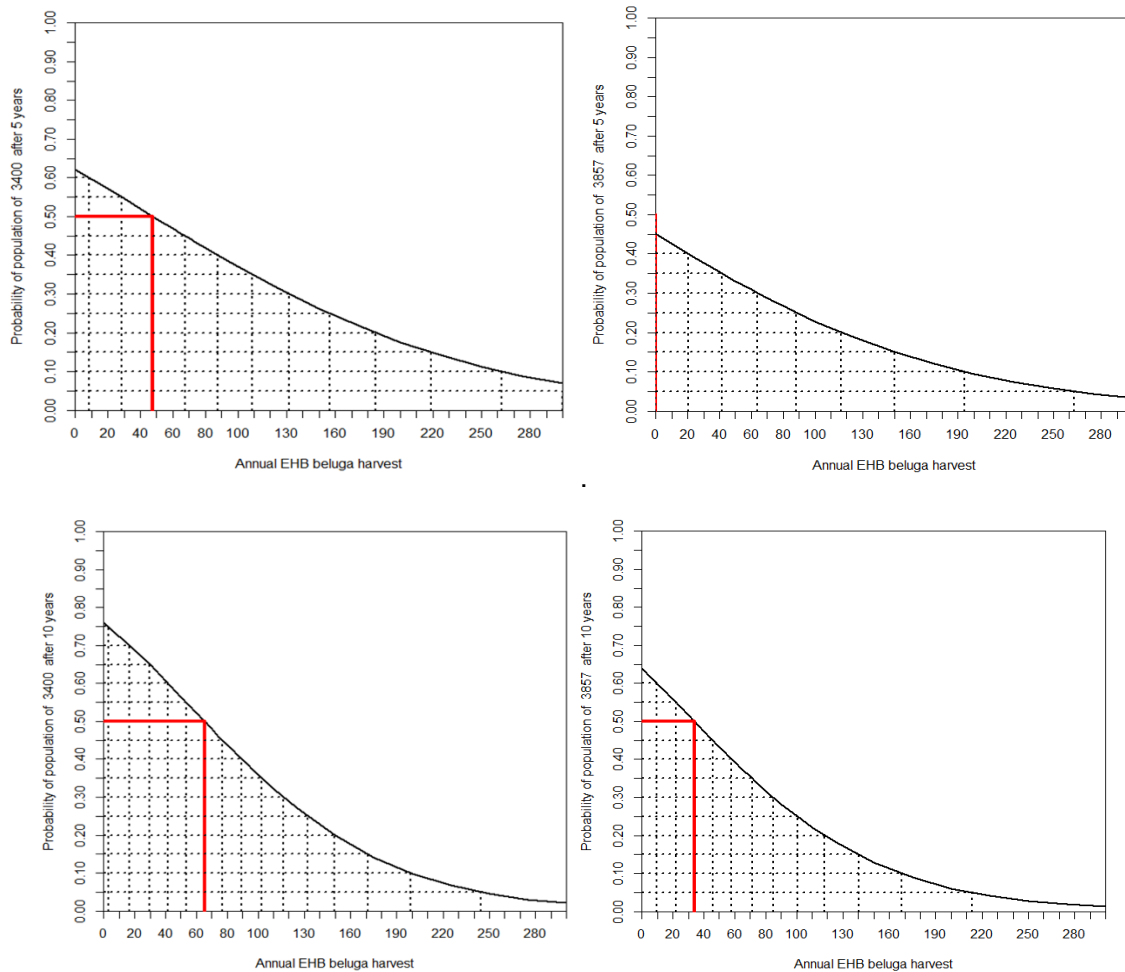 Probability of population of 3400 after 5 years
0.00 0.10 0.20 0.30 0.40 0.50 0.60 0.70 0.80 0.90 1.00
0 20 40 60 80 100 130 160 190 220 250 280
Annual EHB beluga harvest
Probability of population of 3857 after 5 years
0.00 0.10 0.20 0.30 0.40 0.50 0.60 0.70 0.80 0.90 1.00
0 20 40 60 80 100 130 160 190 220 250 280
Annual EHB beluga harvest
.
Probability of population of 3400 after 10 years
0.00 0.10 0.20 0.30 0.40 0.50 0.60 0.70 0.80 0.90 1.00
0 20 40 60 80 100 130 160 190 220 250 280
Annual EHB beluga harvest
Probability of population of 3857 after 10 years
0.00 0.10 0.20 0.30 0.40 0.50 0.60 0.70 0.80 0.90 1.00
0 20 40 60 80 100 130 160 190 220 250 280
Annual EHB beluga harvest